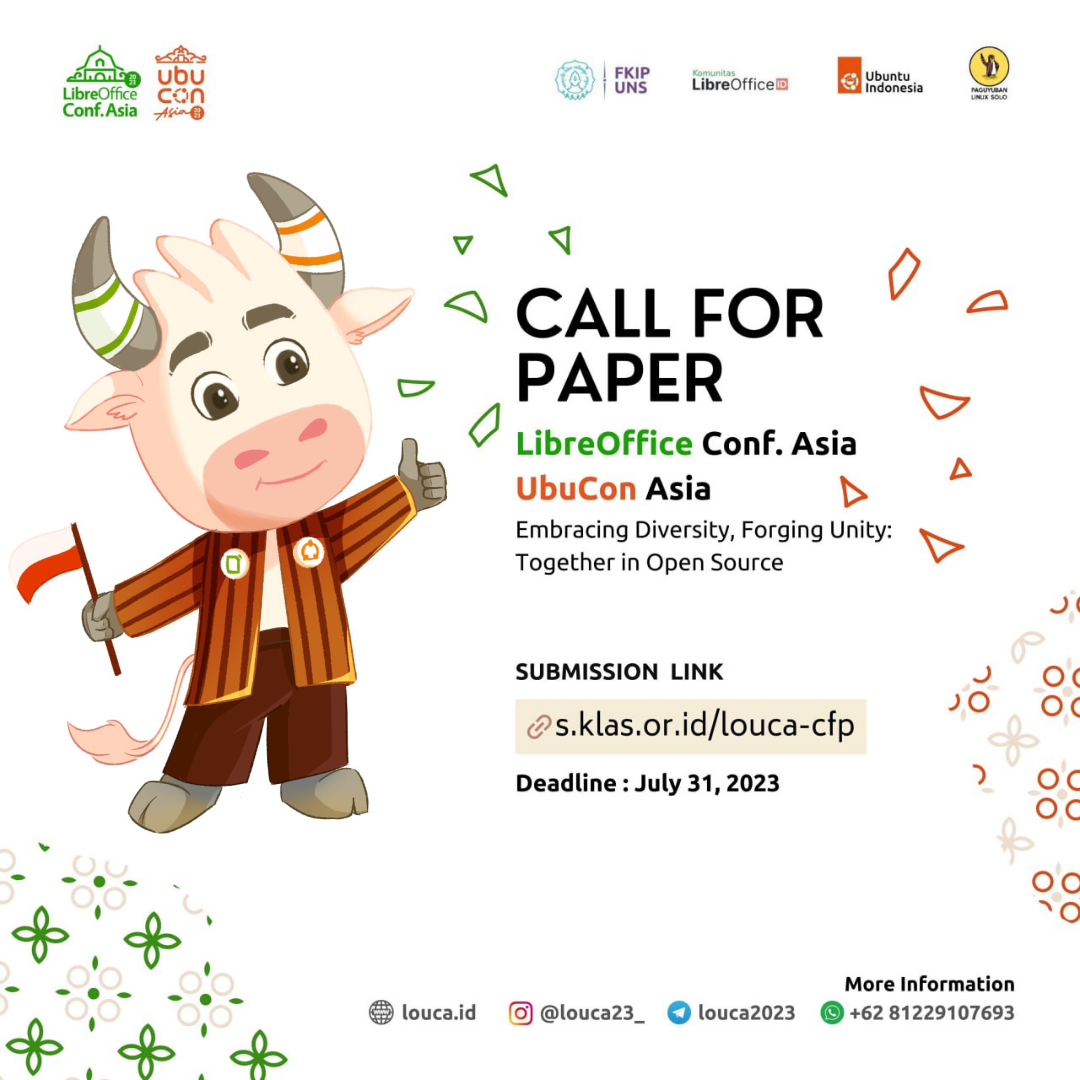 LibreOffice
2023
Conf. Asia
ubu
con
Asia 2023
FKIP
UNS
Komunitas
LibreOffice ID
Ubuntu
Indonesia
PAGUYUBAN
LINUX SOLO
CALL FOR
PAPER
LibreOffice Conf. Asia
UbuCon Asia
Embracing Diversity, Forging Unity:
Together in Open Source
SUBMISSION LINK
s.klas.or.id/louca-cfp
Deadline : July 31, 2023
More Information
louca.id @louca23_ louca2023 +62 81229107693